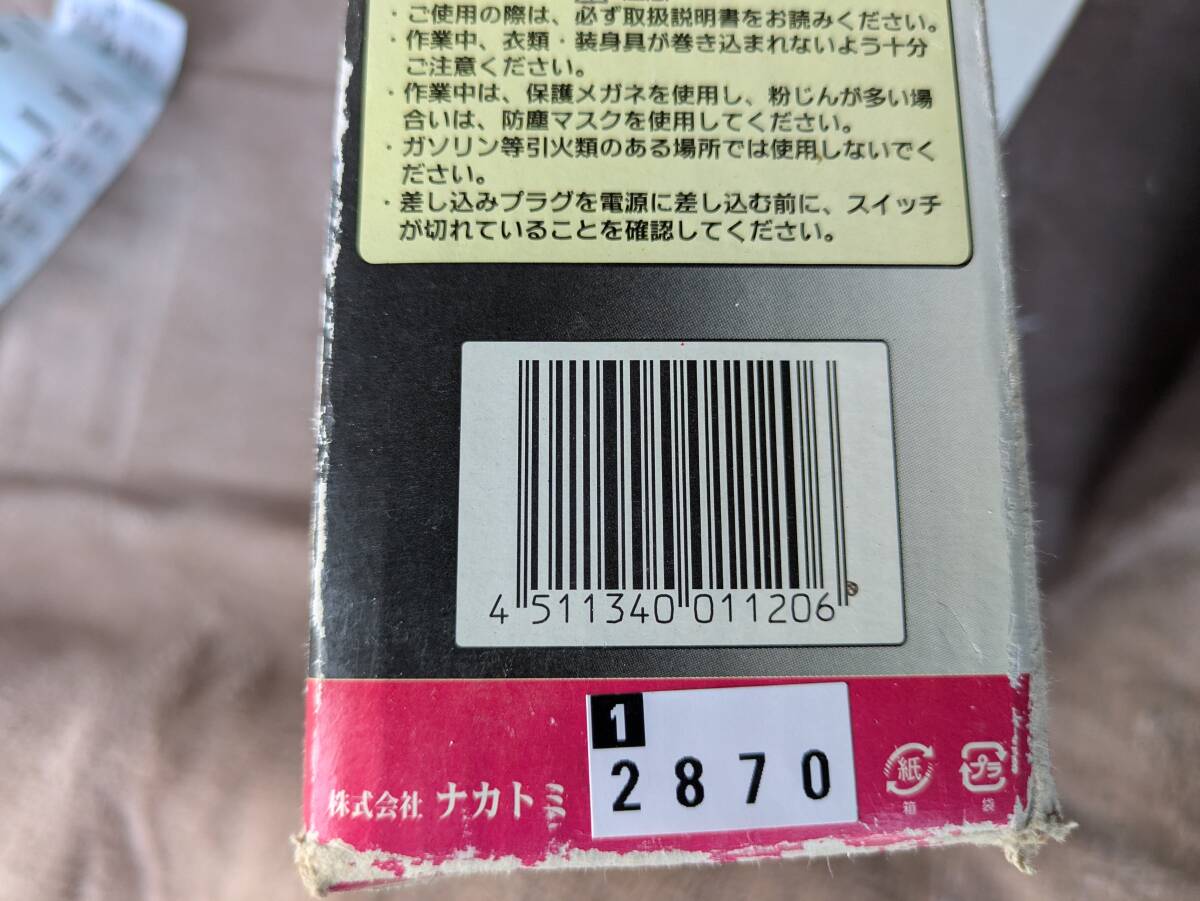 ・ご使用の際は、必ず取扱説明書をお読みください。
・作業中、衣類・装身具が巻き込まれないよう十分
ご注意ください。
・作業中は、保護メガネを使用し、粉じんが多い場
合いは、防塵マスクを使用してください。
・ガソリン等引火類のある場所では使用しないでく
ださい。
・差し込みプラグを電源に差し込む前に、スイッチ
が切れていることを確認してください。
4 511340 011206
1
2870
株式会社 ナカトミ
紙
箱
プラ
袋